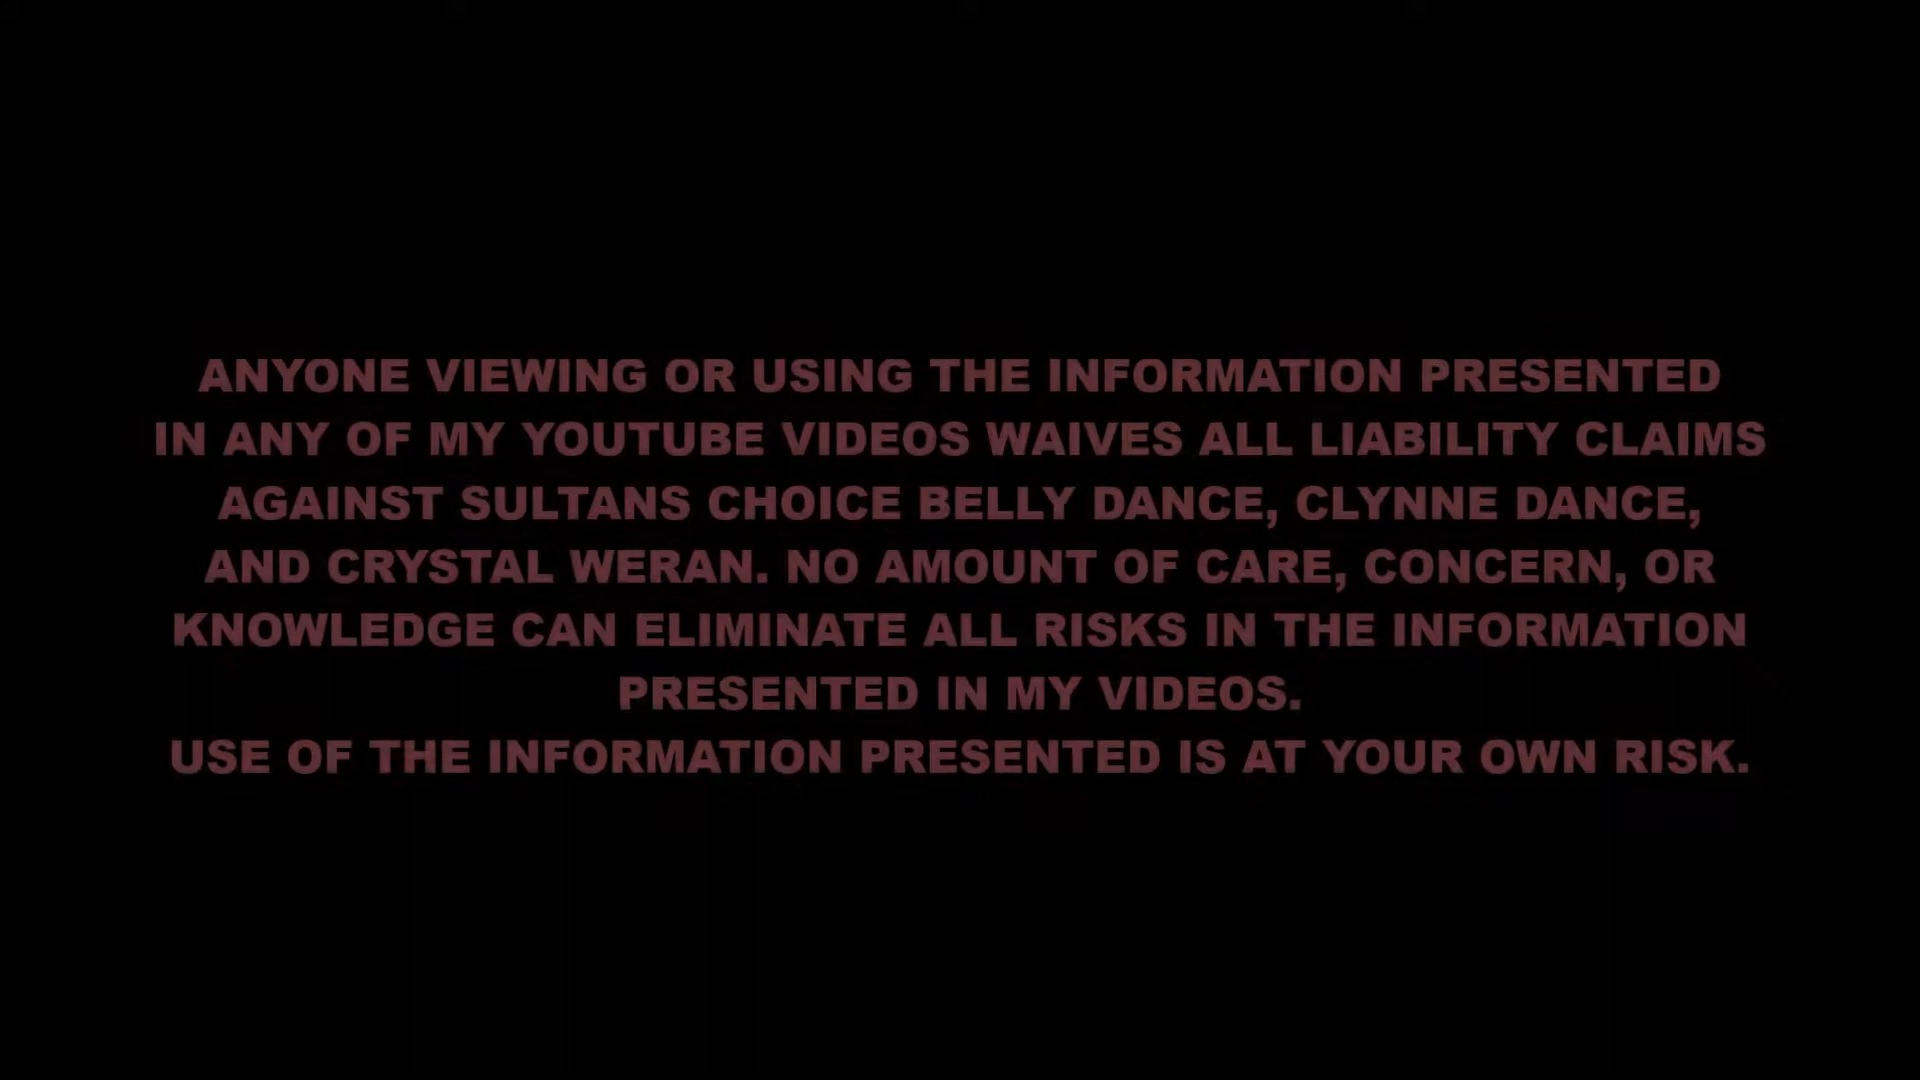 ANYONE VIEWING OR USING THE INFORMATION PRESENTED
IN ANY OF MY YOUTUBE VIDEOS WAIVES ALL LIABILITY CLAIMS
AGAINST SULTANS CHOICE BELLY DANCE, CLYNNE DANCE,
AND CRYSTAL WERAN. NO AMOUNT OF CARE, CONCERN, OR
KNOWLEDGE CAN ELIMINATE ALL RISKS IN THE INFORMATION
PRESENTED IN MY VIDEOS.
USE OF THE INFORMATION PRESENTED IS AT YOUR OWN RISK.